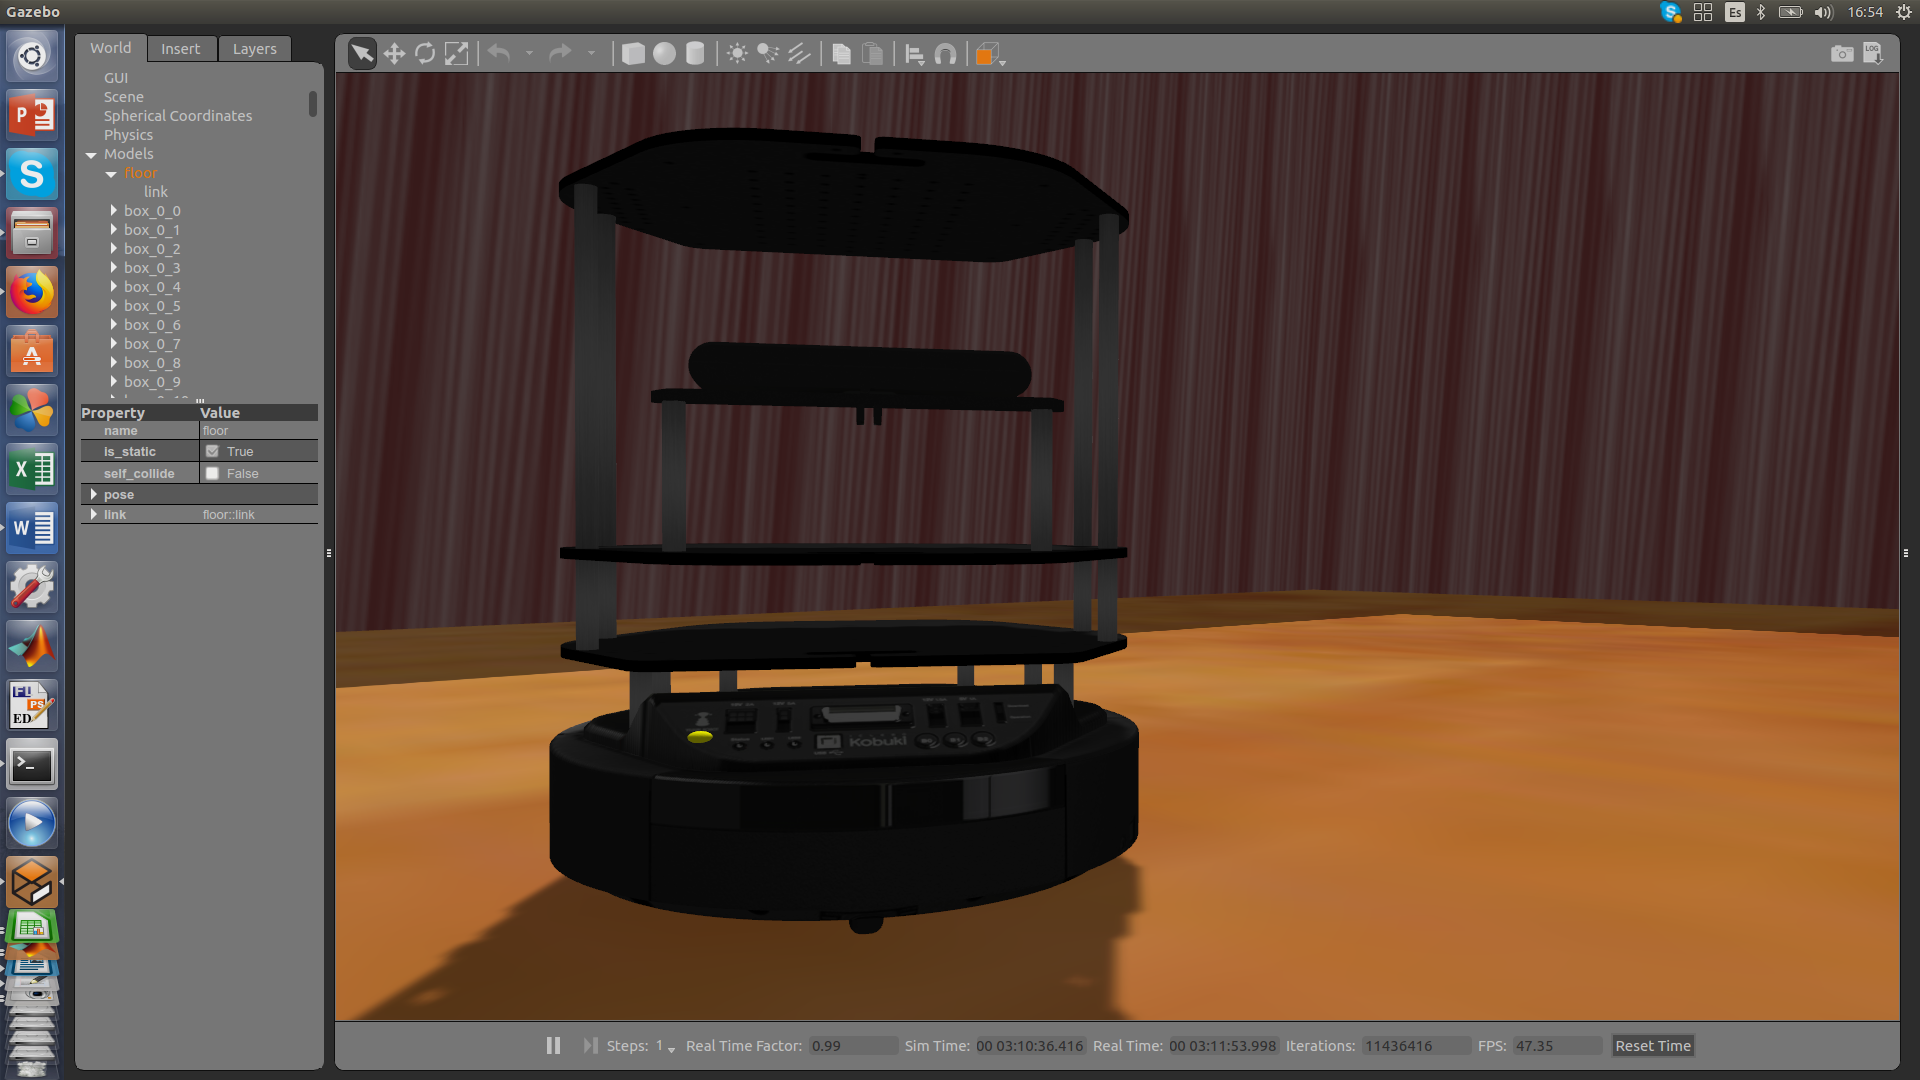 Gazebo
Es
16:54
World
Insert
Layers
LOG
GUI
Scene
Spherical Coordinates
Physics
Models
floor
link
box_0_0
box_0_1
box_0_2
box_0_3
box_0_4
box_0_5
box_0_6
box_0_7
box_0_8
box_0_9
Property Value
name floor
is_static True
self_collide False
pose
link floor::link
Kobuki
Steps: 1 Real Time Factor: 0.99 Sim Time: 00 03:10:36.416 Real Time: 00 03:11:53.998 Iterations: 11436416 FPS: 47.35 Reset Time